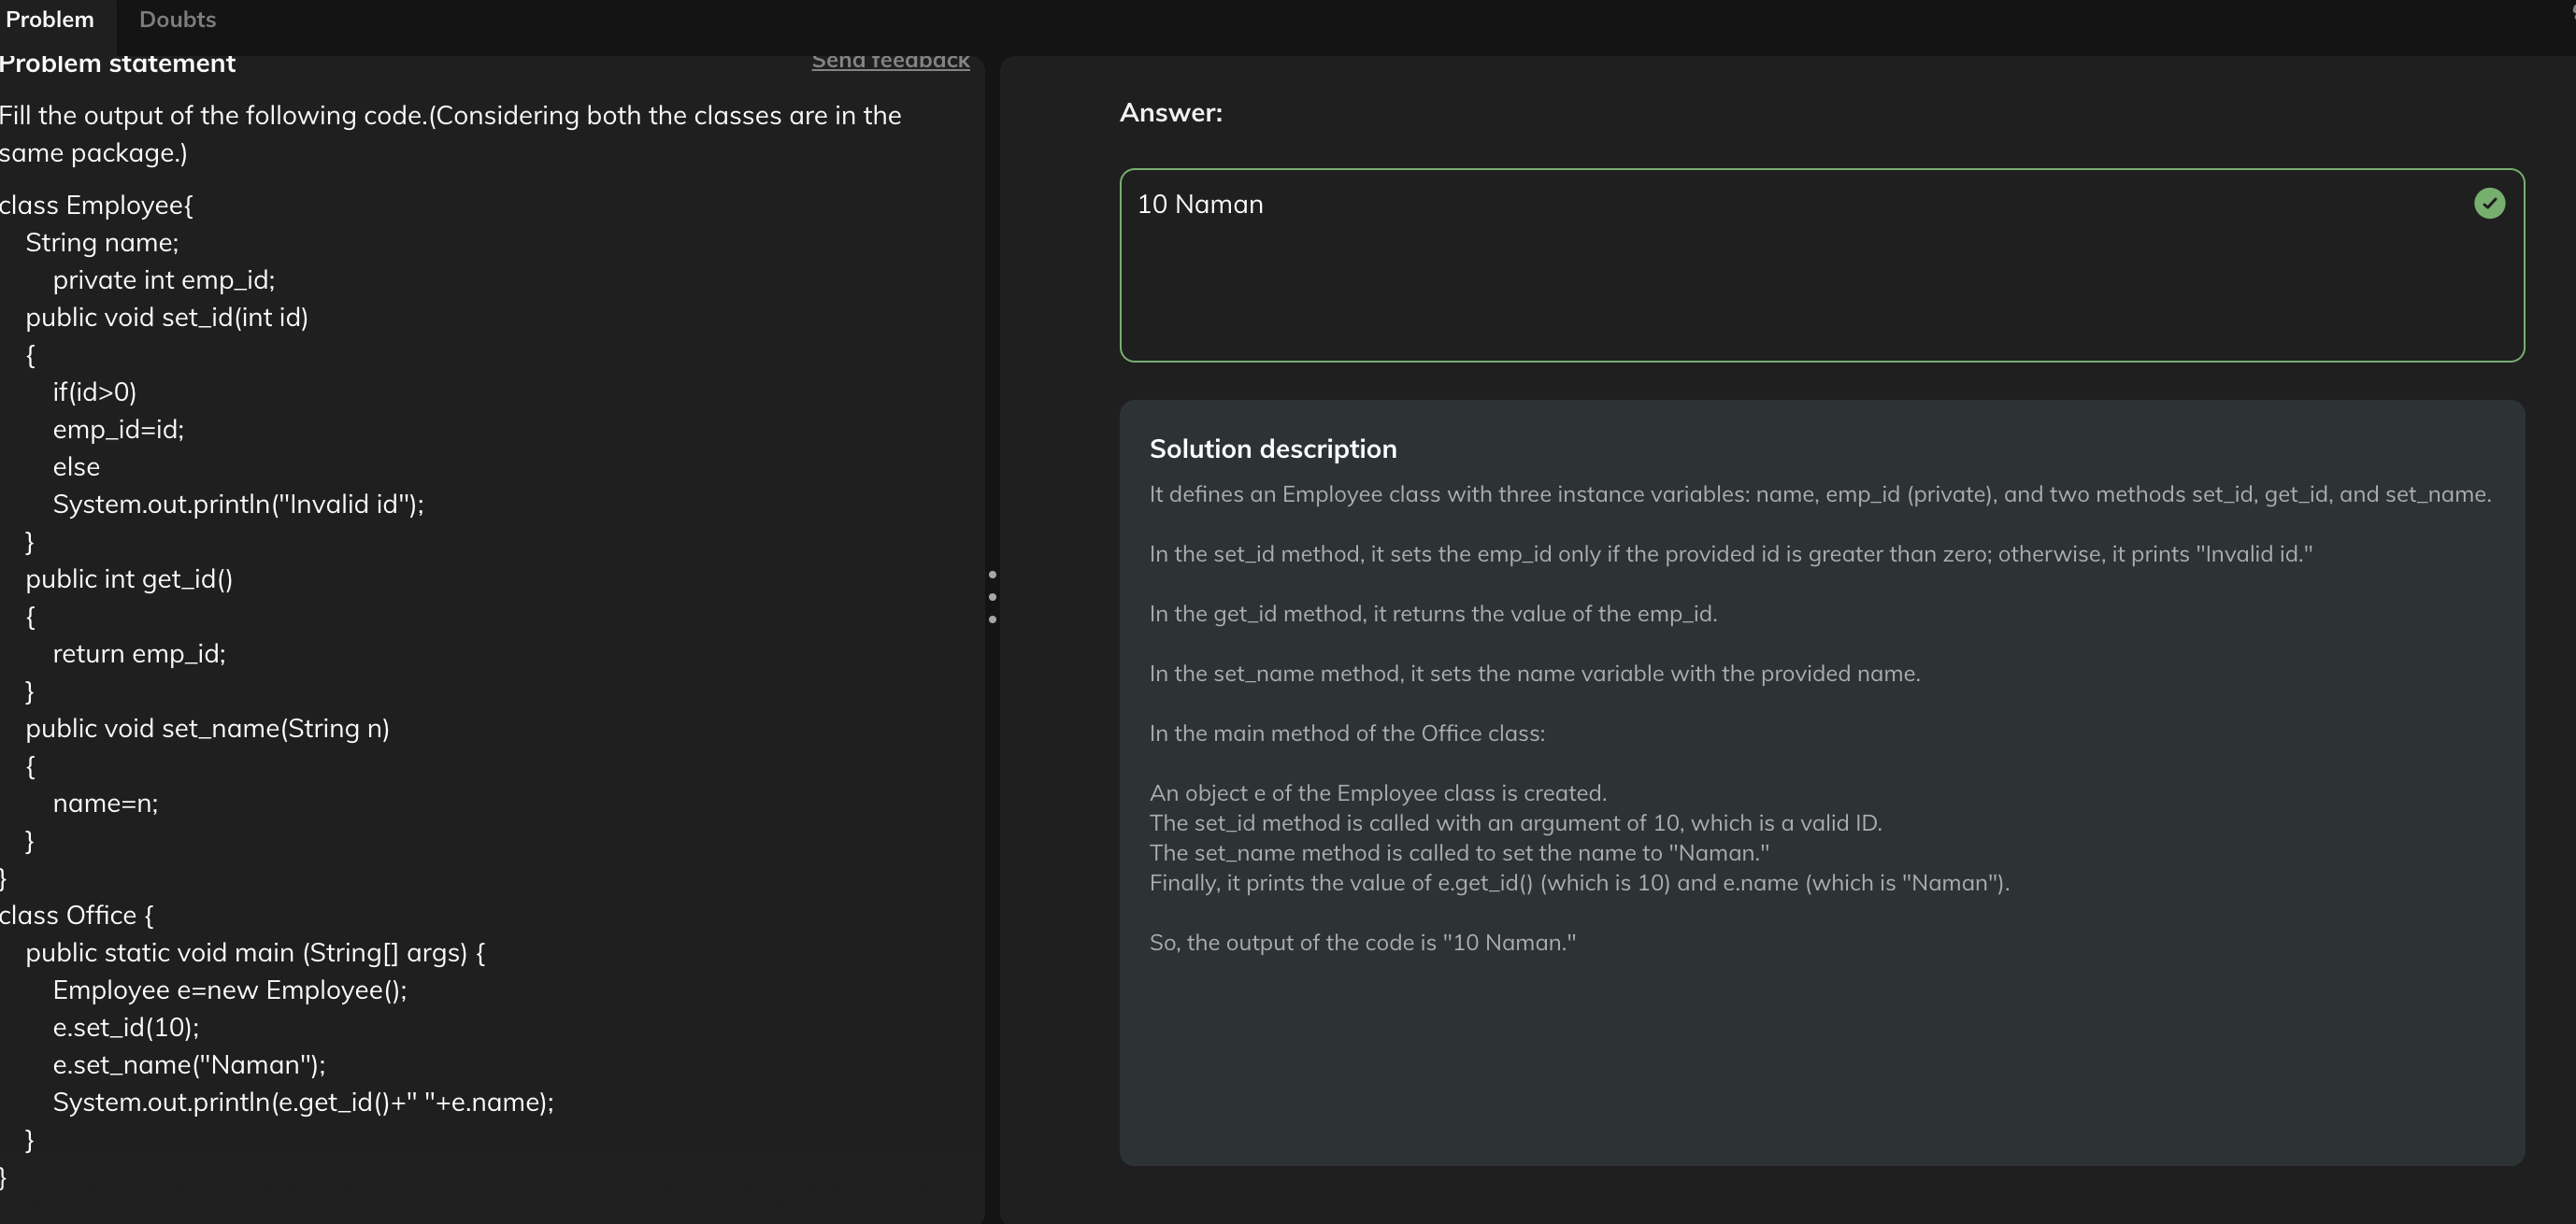 Problem Doubts
Problem statement
Send feedback
Fill the output of the following code.(Considering both the classes are in the
same package.)
class Employee{
String name;
private int emp_id;
public void set_id(int id)
{
if(id>0)
emp_id=id;
else
System.out.println("Invalid id");
}
public int get_id()
{
return emp_id;
}
public void set_name(String n)
{
name=n;
}
}
class Office {
public static void main (String[] args) {
Employee e=new Employee();
e.set_id(10);
e.set_name("Naman");
System.out.println(e.get_id()+" "+e.name);
}
}
Answer:
10 Naman
Solution description
It defines an Employee class with three instance variables: name, emp_id (private), and two methods set_id, get_id, and set_name.
In the set_id method, it sets the emp_id only if the provided id is greater than zero; otherwise, it prints "Invalid id."
In the get_id method, it returns the value of the emp_id.
In the set_name method, it sets the name variable with the provided name.
In the main method of the Office class:
An object e of the Employee class is created.
The set_id method is called with an argument of 10, which is a valid ID.
The set_name method is called to set the name to "Naman."
Finally, it prints the value of e.get_id() (which is 10) and e.name (which is "Naman").
So, the output of the code is "10 Naman."